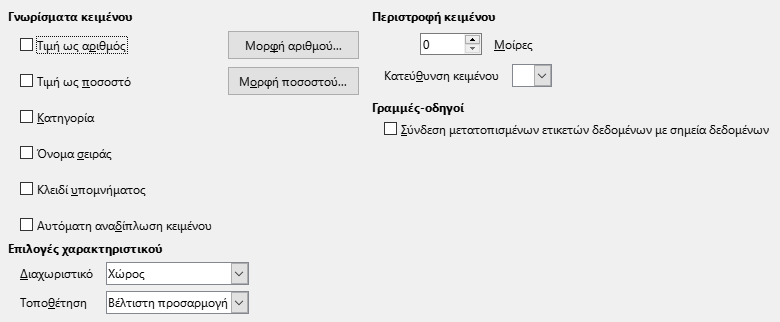 Γνωρίσματα κειμένου
Τιμή ως αριθμός
Μορφή αριθμού...
Τιμή ως ποσοστό
Μορφή ποσοστού...
Κατηγορία
Όνομα σειράς
Κλειδί υπομνήματος
Αυτόματη αναδίπλωση κειμένου
Επιλογές χαρακτηριστικού
Διαχωριστικό
Χώρος
Τοποθέτηση
Βέλτιστη προσαρμογή
Περιστροφή κειμένου
0
Μοίρες
Κατεύθυνση κειμένου
Γραμμές-οδηγοί
Σύνδεση μετατοπισμένων ετικετών δεδομένων με σημεία δεδομένων